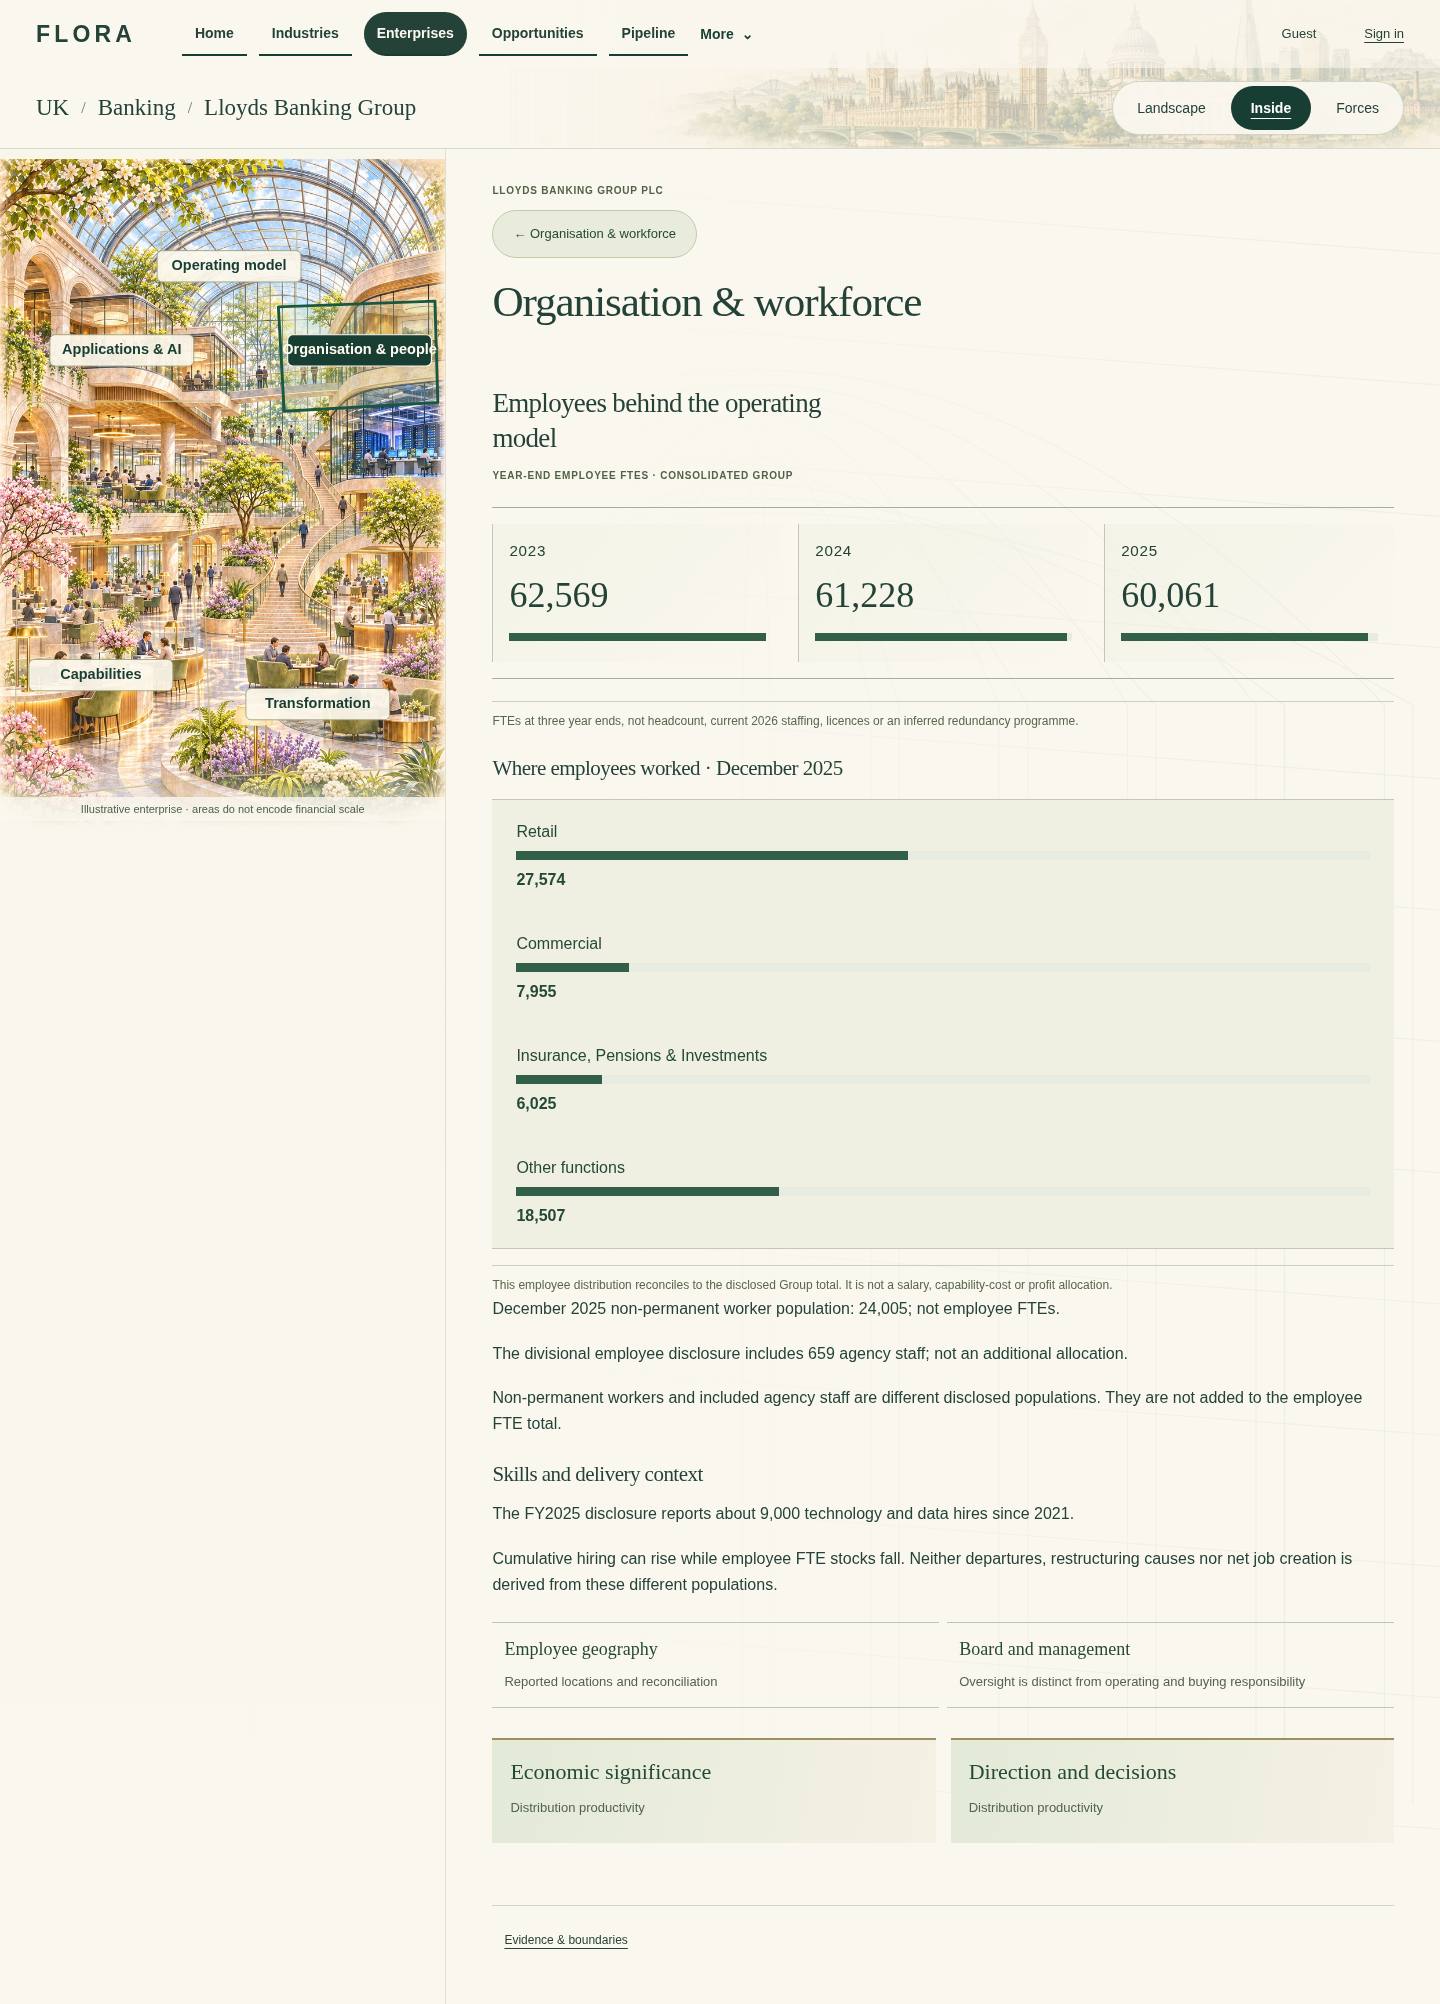 FLORA
Home
Industries
Enterprises
Opportunities
Pipeline
More
Guest
Sign in
UK / Banking / Lloyds Banking Group
Landscape
Inside
Forces
Operating model
Applications & AI
Organisation & people
Capabilities
Transformation
Illustrative enterprise · areas do not encode financial scale
LLOYDS BANKING GROUP PLC
← Organisation & workforce
Organisation & workforce
Employees behind the operating
model
YEAR-END EMPLOYEE FTES · CONSOLIDATED GROUP
2023
62,569
2024
61,228
2025
60,061
FTEs at three year ends, not headcount, current 2026 staffing, licences or an inferred redundancy programme.
Where employees worked · December 2025
Retail
27,574
Commercial
7,955
Insurance, Pensions & Investments
6,025
Other functions
18,507
This employee distribution reconciles to the disclosed Group total. It is not a salary, capability-cost or profit allocation.
December 2025 non-permanent worker population: 24,005; not employee FTEs.
The divisional employee disclosure includes 659 agency staff; not an additional allocation.
Non-permanent workers and included agency staff are different disclosed populations. They are not added to the employee
FTE total.
Skills and delivery context
The FY2025 disclosure reports about 9,000 technology and data hires since 2021.
Cumulative hiring can rise while employee FTE stocks fall. Neither departures, restructuring causes nor net job creation is
derived from these different populations.
Employee geography
Reported locations and reconciliation
Board and management
Oversight is distinct from operating and buying responsibility
Economic significance
Distribution productivity
Direction and decisions
Distribution productivity
Evidence & boundaries